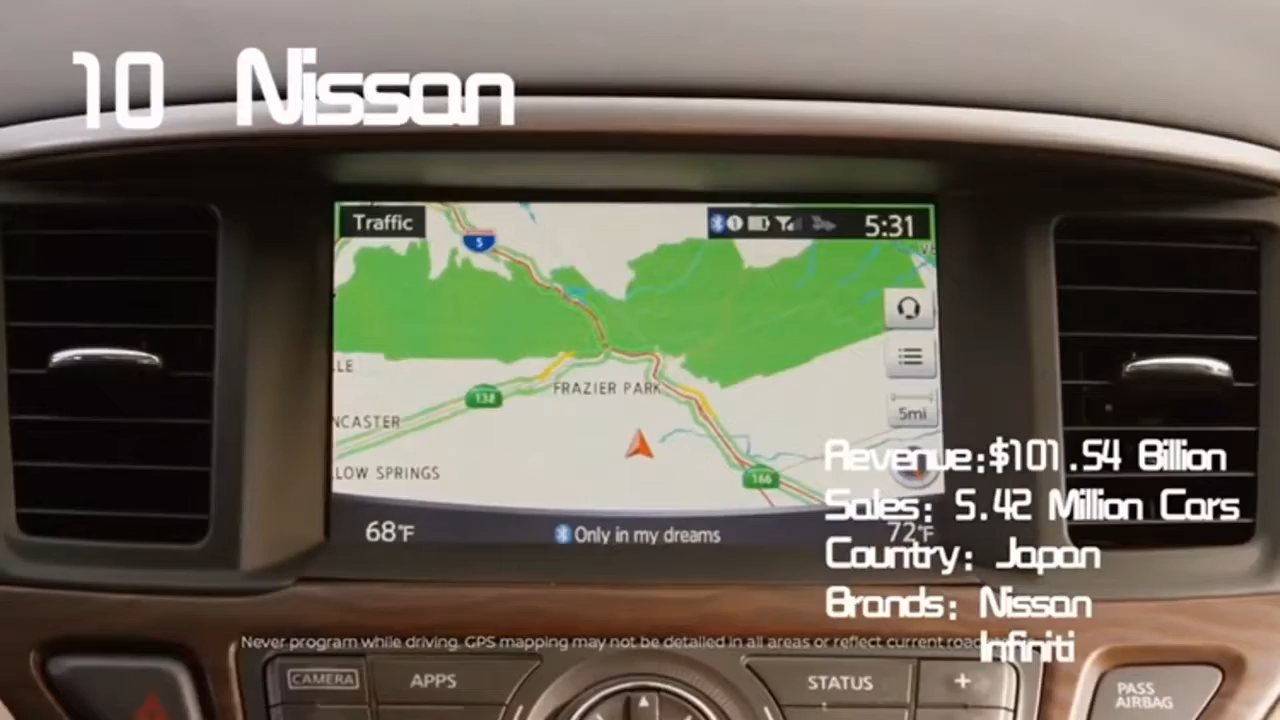 10 Nissan
Traffic
1
5:31
5
138
FRAZIER PARK
5mi
166
LOW SPRINGS
68°F
Only in my dreams
72°F
Revenue:$101.54 Billion
Sales: 5.42 Million Cars
Country: Japan
Brands: Nissan
Infiniti
Never program while driving. GPS mapping may not be detailed in all areas or reflect current road
CAMERA
APPS
STATUS
+
PASS
AIRBAG